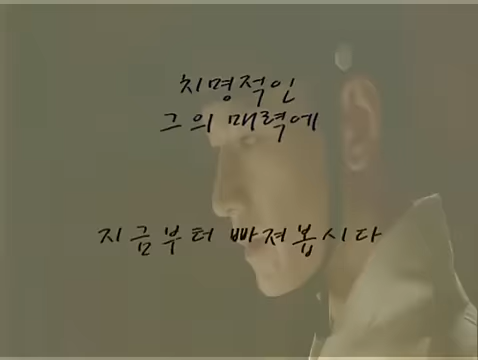 치명적인
그의 매력에
지금부터 빠져봅시다